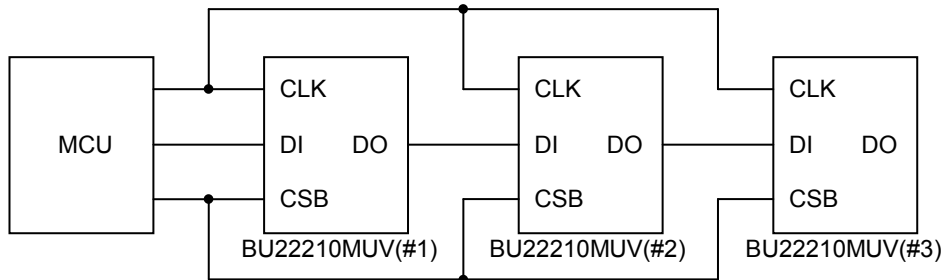 MCU
CLK
DI DO
CSB
BU22210MUV(#1)
CLK
DI DO
CSB
BU22210MUV(#2)
CLK
DI DO
CSB
BU22210MUV(#3)